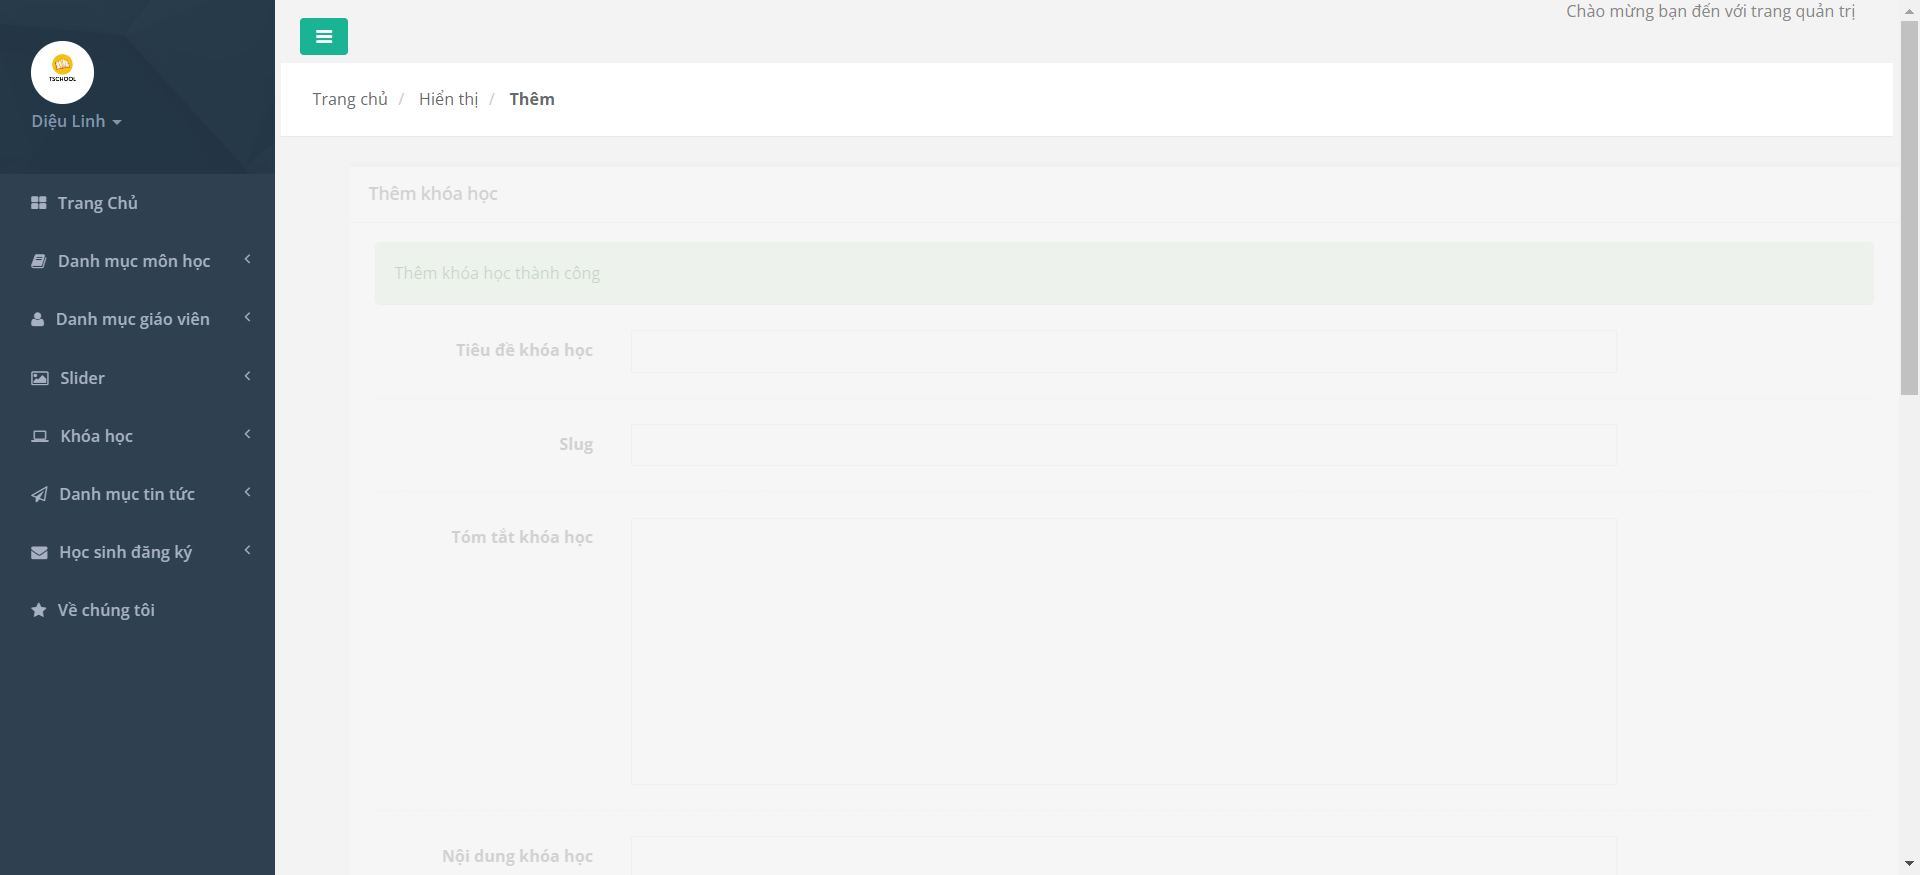 Chào mừng bạn đến với trang quản trị
TSCHOOL
Diệu Linh
Trang chủ / Hiển thị / Thêm
Trang Chủ
Danh mục môn học
Danh mục giáo viên
Slider
Khóa học
Danh mục tin tức
Học sinh đăng ký
Về chúng tôi
Thêm khóa học
Thêm khóa học thành công
Tiêu đề khóa học
Slug
Tóm tắt khóa học
Nội dung khóa học